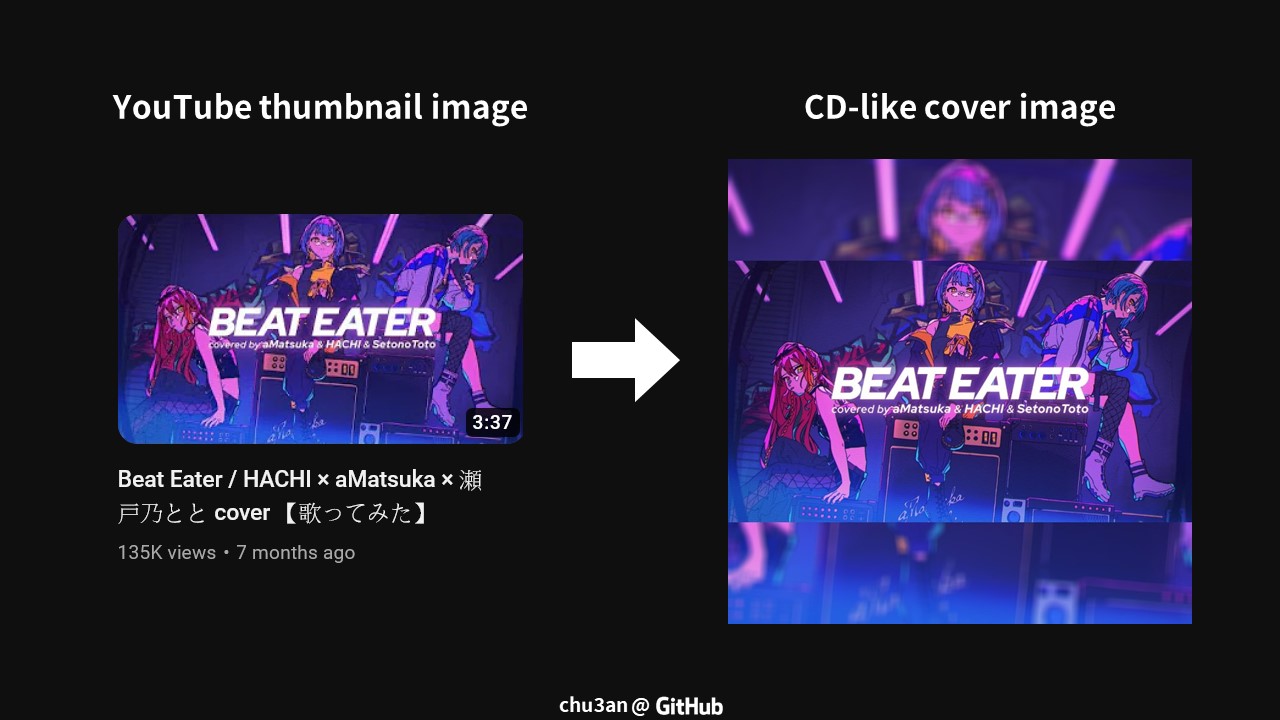 YouTube thumbnail image
CD-like cover image
BEAT EATER
covered by aMatsuka & HACHI & SetonoToto
3:37
Beat Eater / HACHI × aMatsuka × 瀬
戸乃とと cover 【歌ってみた】
135K views・7 months ago
BEAT EATER
covered by aMatsuka & HACHI & SetonoToto
chu3an@ GitHub